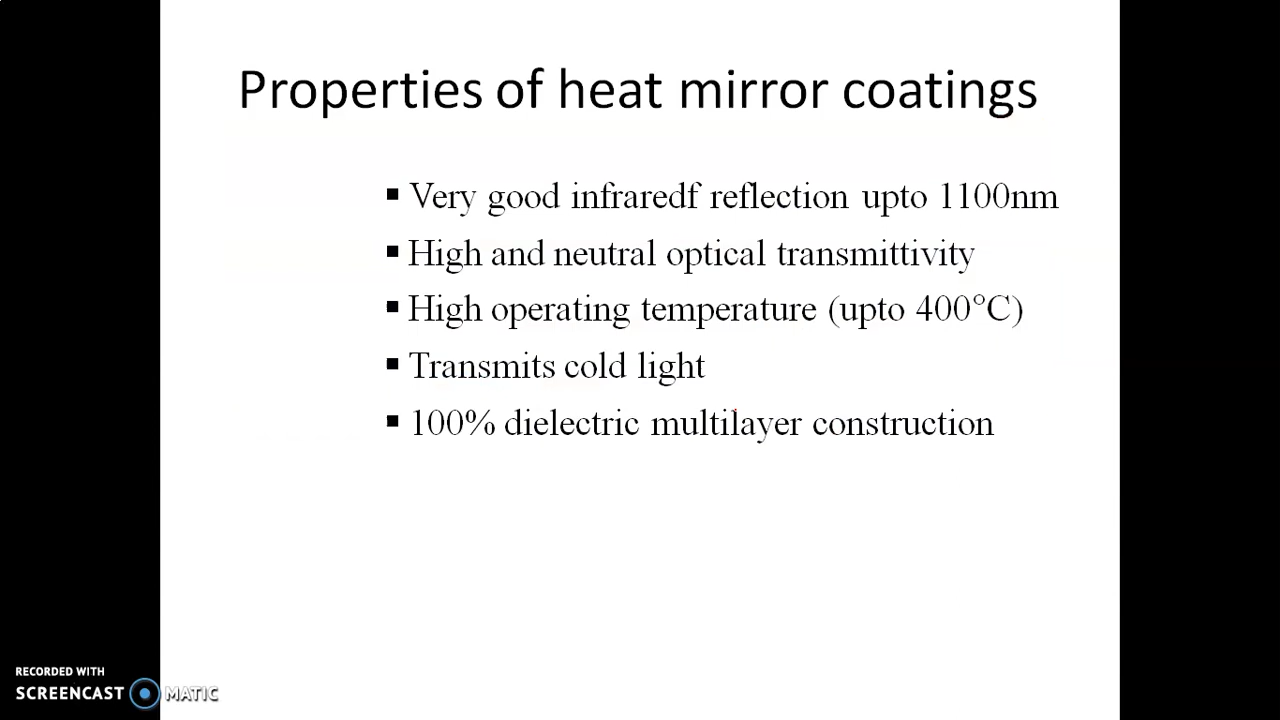 Properties of heat mirror coatings
▪ Very good infraredf reflection upto 1100nm
▪ High and neutral optical transmittivity
▪ High operating temperature (upto 400°C)
▪ Transmits cold light
▪ 100% dielectric multilayer construction
RECORDED WITH
SCREENCAST MATIC